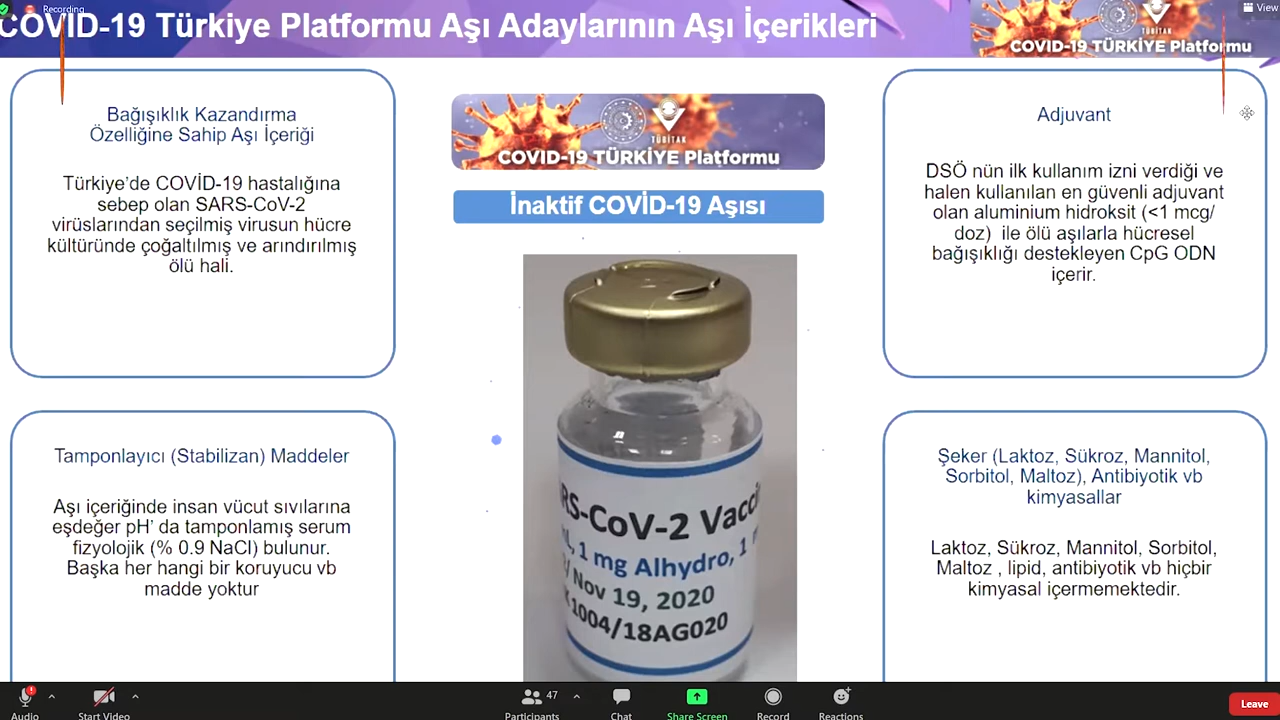 Recording
View
COVID-19 Türkiye Platformu Aşı Adaylarının Aşı İçerikleri
TÜBİTAK
COVID-19 TÜRKİYE Platformu
Bağışıklık Kazandırma
Özelliğine Sahip Aşı İçeriği
Türkiye'de COVİD-19 hastalığına
sebep olan SARS-CoV-2
virüslarından seçilmiş virusun hücre
kültüründe çoğaltılmış ve arındırılmış
ölü hali.
TÜBİTAK
COVID-19 TÜRKİYE Platformu
İnaktif COVİD-19 Aşısı
RS-CoV-2 Vacci
1 mg Alhydro, 1
Nov 19, 2020
1004/18AG020
Adjuvant
DSÖ nün ilk kullanım izni verdiği ve
halen kullanılan en güvenli adjuvant
olan aluminium hidroksit (<1 mcg/
doz) ile ölü aşılarla hücresel
bağışıklığı destekleyen CpG ODN
içerir.
Tamponlayıcı (Stabilizan) Maddeler
Aşı içeriğinde insan vücut sıvılarına
eşdeğer pH' da tamponlamış serum
fizyolojik (% 0.9 NaCl) bulunur.
Başka her hangi bir koruyucu vb
madde yoktur
Şeker (Laktoz, Sükroz, Mannitol,
Sorbitol, Maltoz), Antibiyotik vb
kimyasallar
Laktoz, Sükroz, Mannitol, Sorbitol,
Maltoz , lipid, antibiyotik vb hiçbir
kimyasal içermemektedir.
Audio
Start Video
47
Participants
Chat
Share Screen
Record
Reactions
Leave